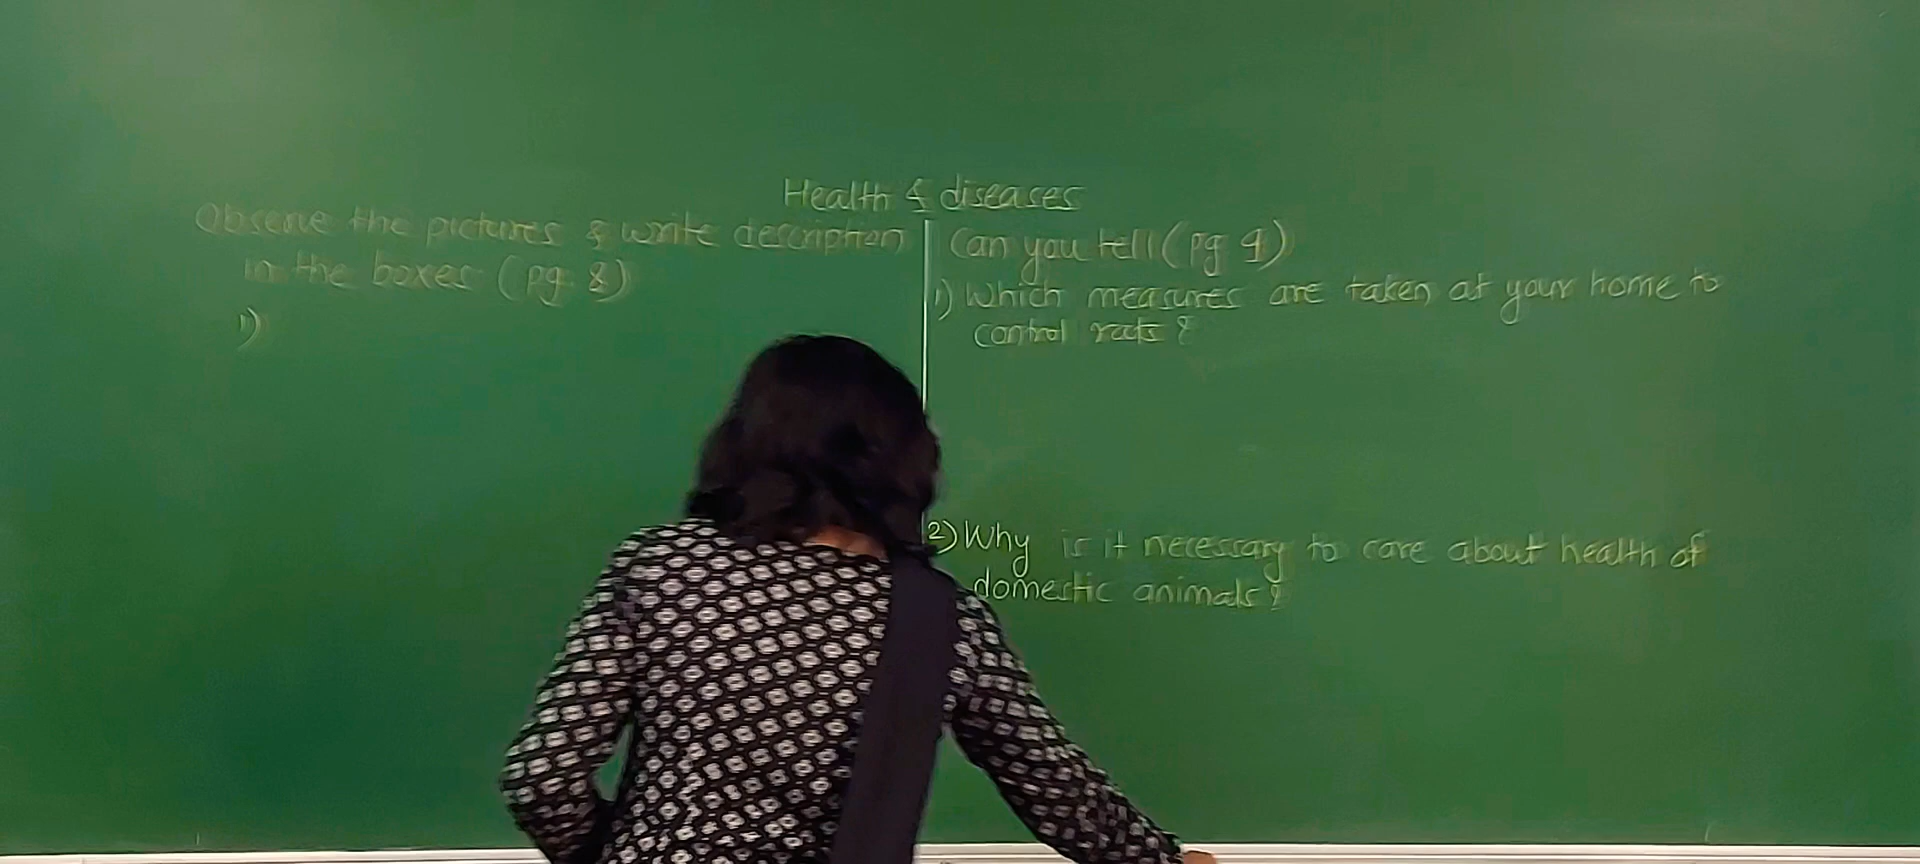 Health & diseases
Observe the pictures & write description
in the boxes (pg 8)
1)
Can you tell (pg 9)
1) Which measures are taken at your home to
control rats?
2) Why is it necessary to care about health of
domestic animals?